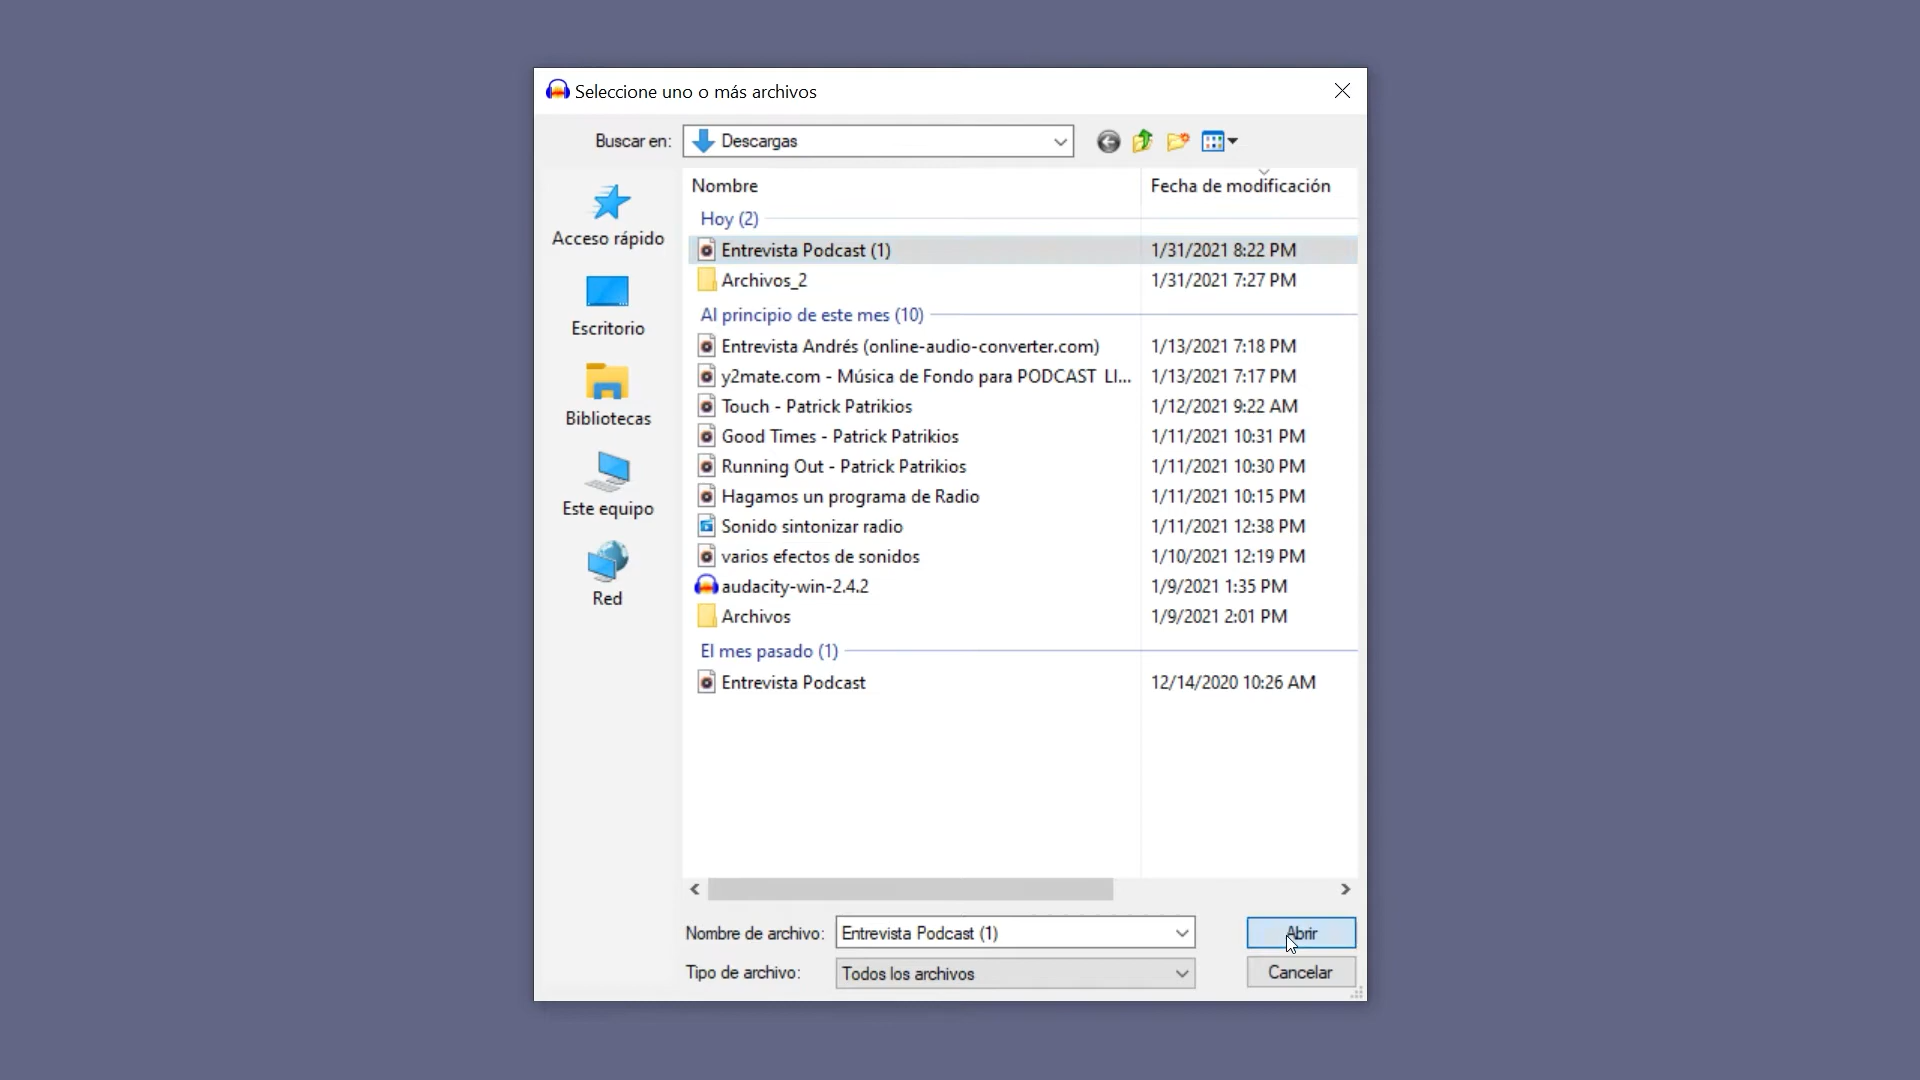 Seleccione uno o más archivos
Buscar en: Descargas
Nombre Fecha de modificación
Acceso rápido
Escritorio
Bibliotecas
Este equipo
Red
Hoy (2)
Entrevista Podcast (1) 1/31/2021 8:22 PM
Archivos_2 1/31/2021 7:27 PM
Al principio de este mes (10)
Entrevista Andrés (online-audio-converter.com) 1/13/2021 7:18 PM
y2mate.com - Música de Fondo para PODCAST LI... 1/13/2021 7:17 PM
Touch - Patrick Patrikios 1/12/2021 9:22 AM
Good Times - Patrick Patrikios 1/11/2021 10:31 PM
Running Out - Patrick Patrikios 1/11/2021 10:30 PM
Hagamos un programa de Radio 1/11/2021 10:15 PM
Sonido sintonizar radio 1/11/2021 12:38 PM
varios efectos de sonidos 1/10/2021 12:19 PM
audacity-win-2.4.2 1/9/2021 1:35 PM
Archivos 1/9/2021 2:01 PM
El mes pasado (1)
Entrevista Podcast 12/14/2020 10:26 AM
Nombre de archivo: Entrevista Podcast (1) Abrir
Tipo de archivo: Todos los archivos Cancelar